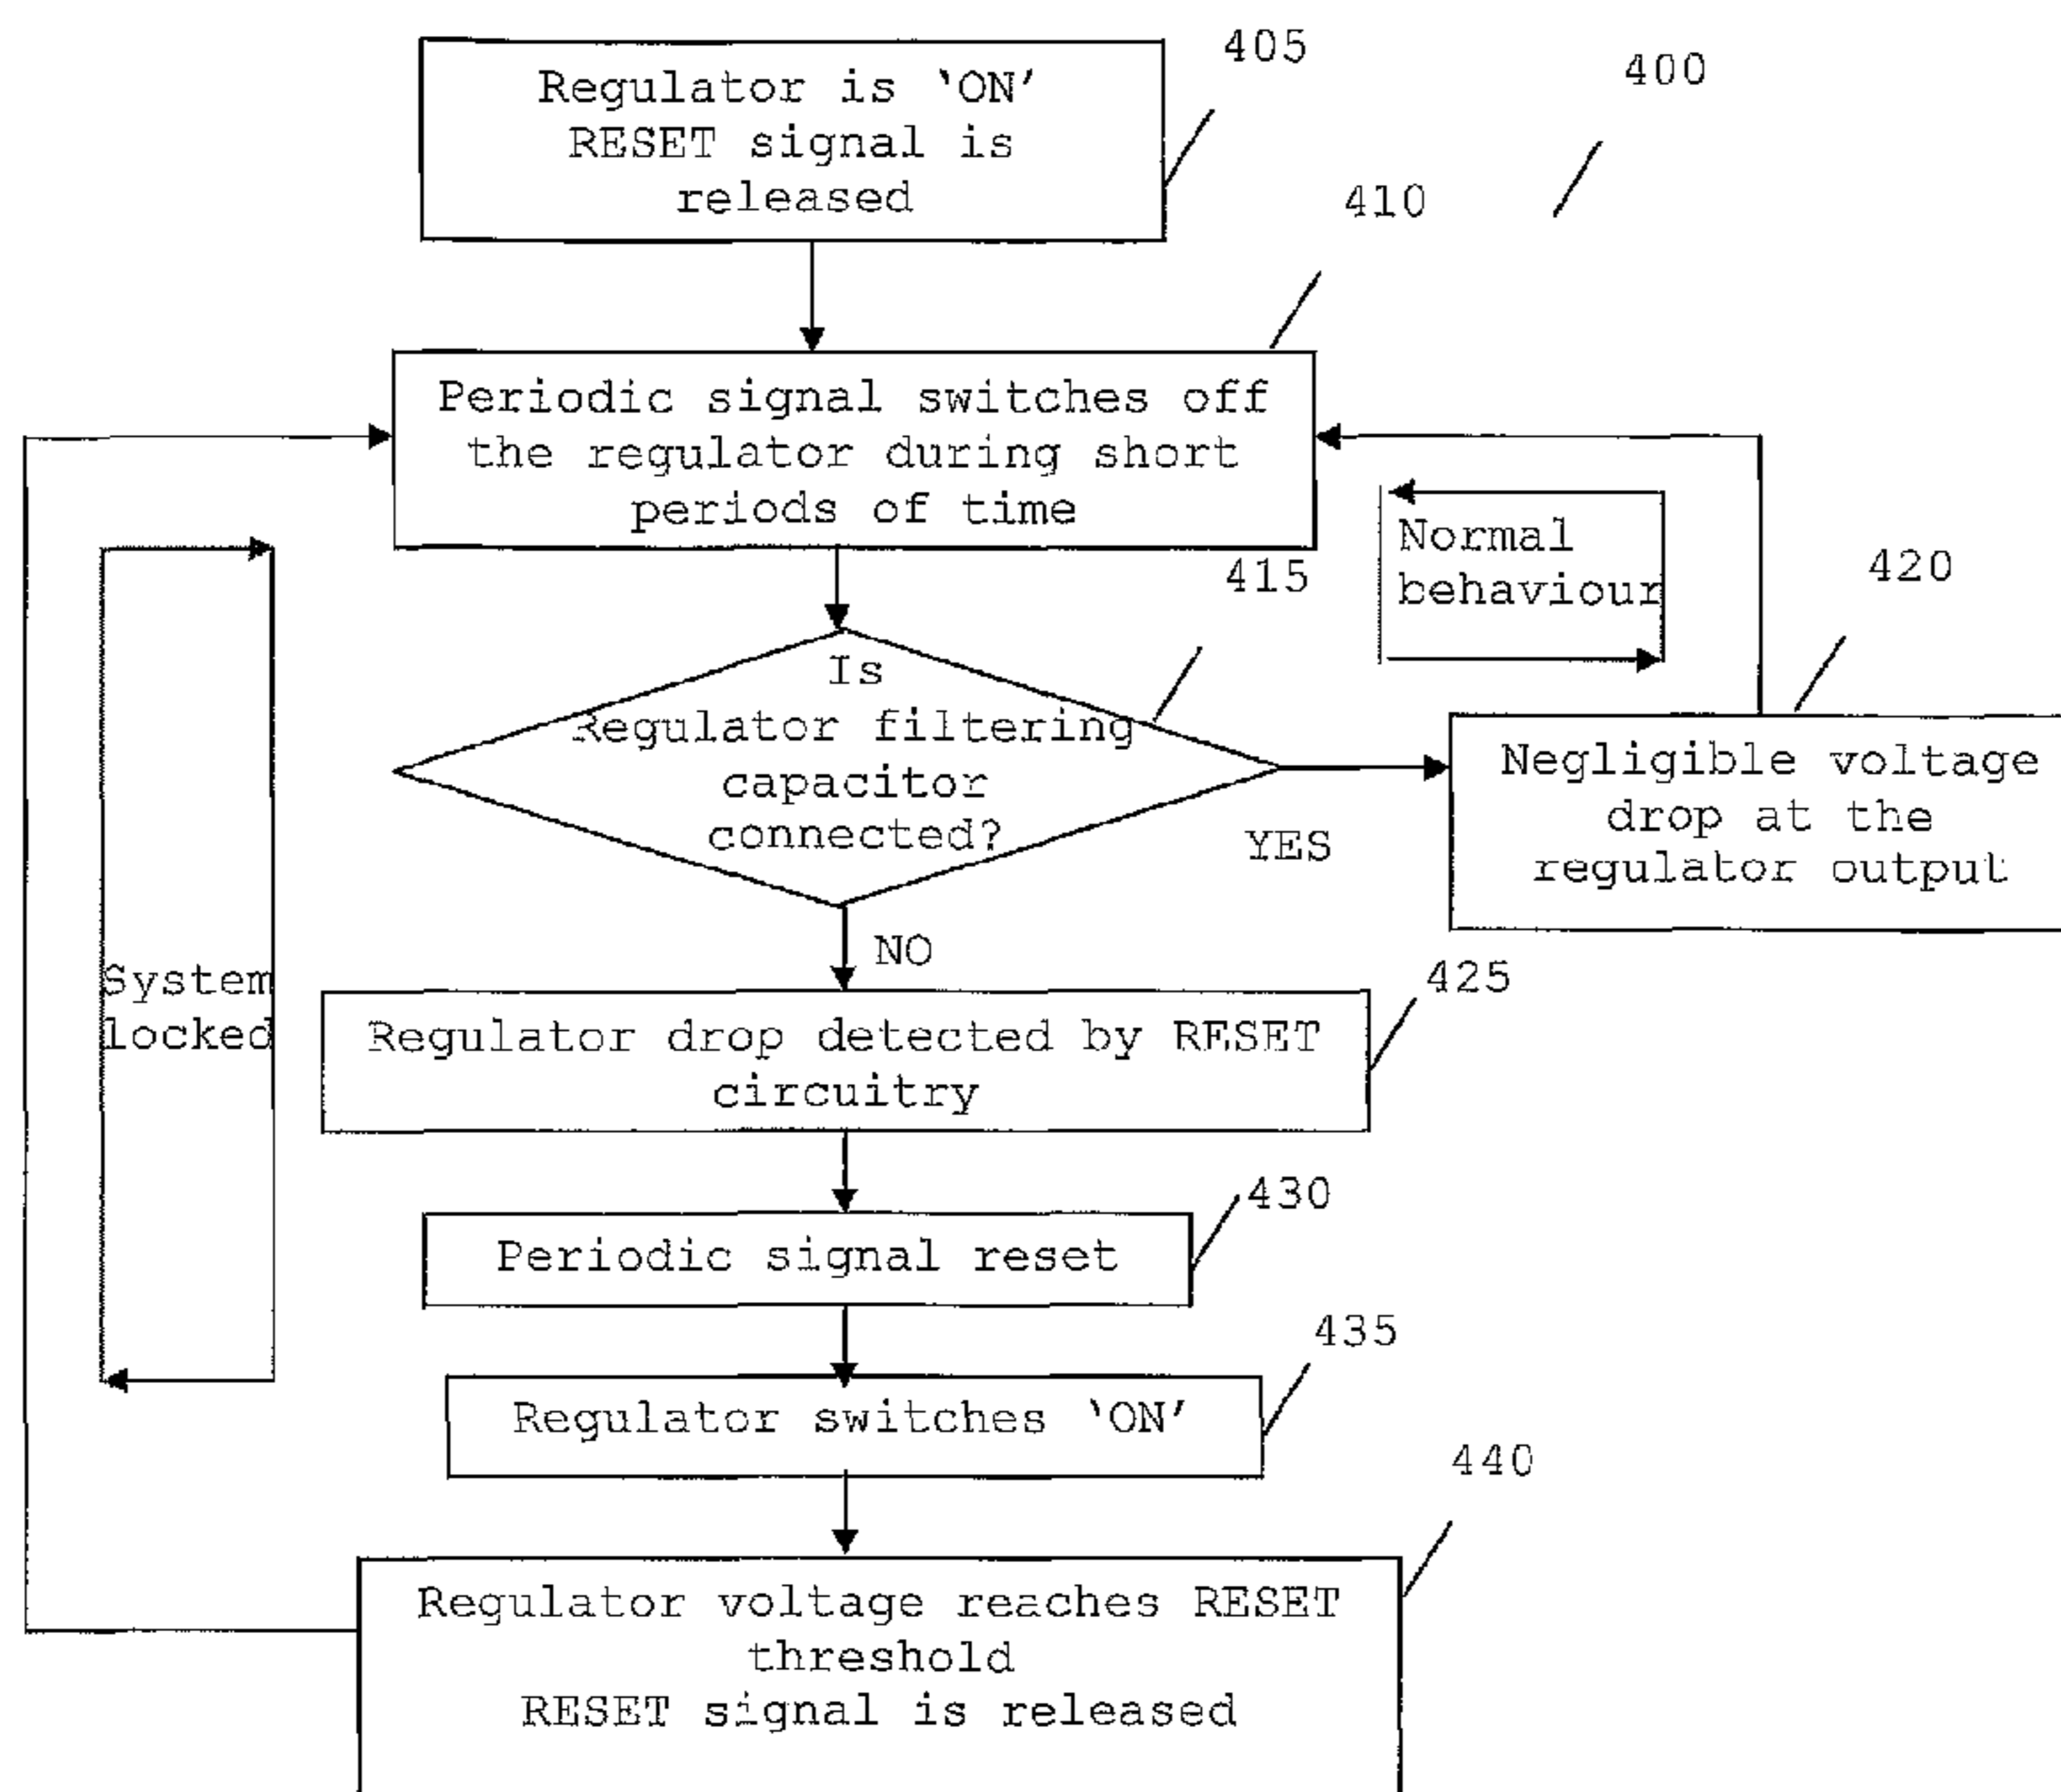 405
400
Regulator is ‘ON’
RESET signal is
released
410
Periodic signal switches off
the regulator during short
periods of time
415
Normal
behaviour
420
Is
Regulator filtering
capacitor
connected?
YES
Negligible voltage
drop at the
regulator output
NO
System
locked
425
Regulator drop detected by RESET
circuitry
430
Periodic signal reset
435
Regulator switches ‘ON’
440
Regulator voltage reaches RESET
threshold
RESET signal is released